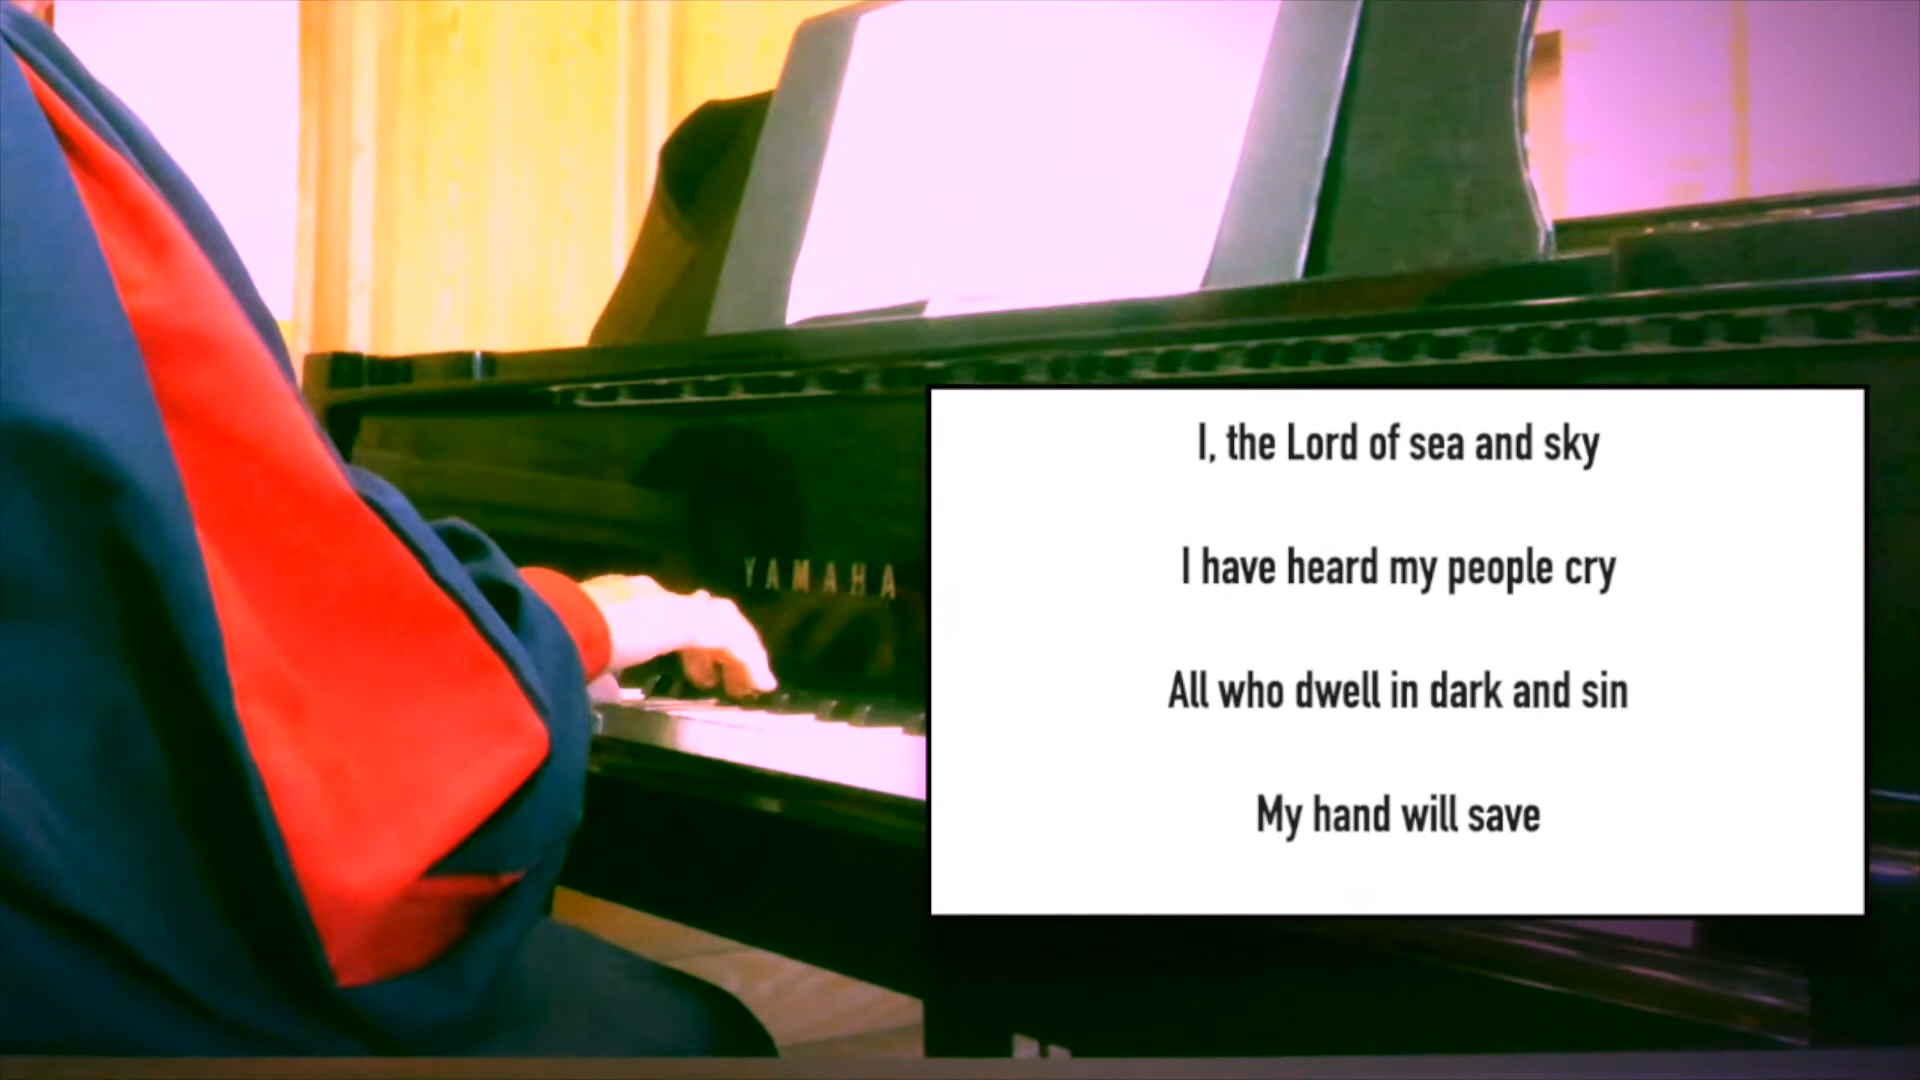 YAMAHA
I, the Lord of sea and sky
I have heard my people cry
All who dwell in dark and sin
My hand will save